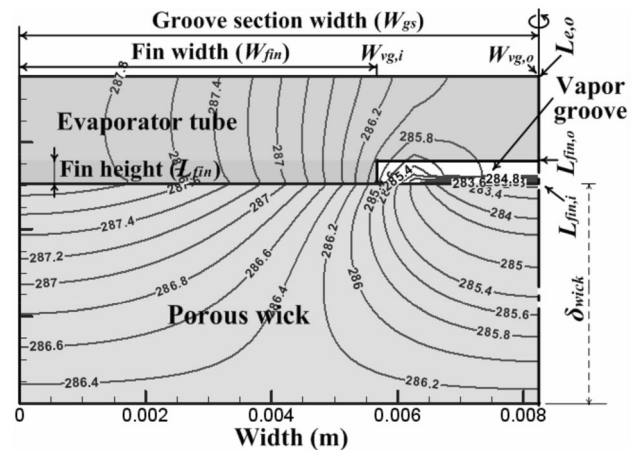 Groove section width (Wgs)
Fin width (Wfin)
Wvg,i
Wvg,o
Le,o
Vapor
groove
287.8
287.4
286.2
285.8
Evaporator tube
Fin height (Lfin)
287
Lfin,o
Lfin,i
285.4
284.8
283.6
283.4
284
287.4
287
286.2
285
287.2
286.6
286
285.4
287
286.8
286.4
285.6
Porous wick
285.8
286.6
286.4
286.2
δwick
0
0.002
0.004
0.006
0.008
Width (m)